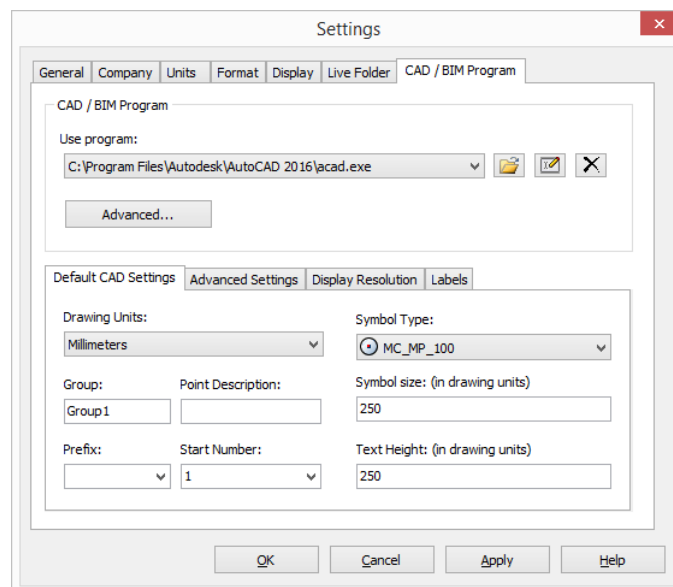 Settings
General Company Units Format Display Live Folder CAD / BIM Program
CAD / BIM Program
Use program:
C:\Program Files\Autodesk\AutoCAD 2016\acad.exe
Advanced...
Default CAD Settings Advanced Settings Display Resolution Labels
Drawing Units: Symbol Type:
Millimeters MC_MP_100
Group: Point Description: Symbol size: (in drawing units)
Group1 250
Prefix: Start Number: Text Height: (in drawing units)
1 250
OK Cancel Apply Help